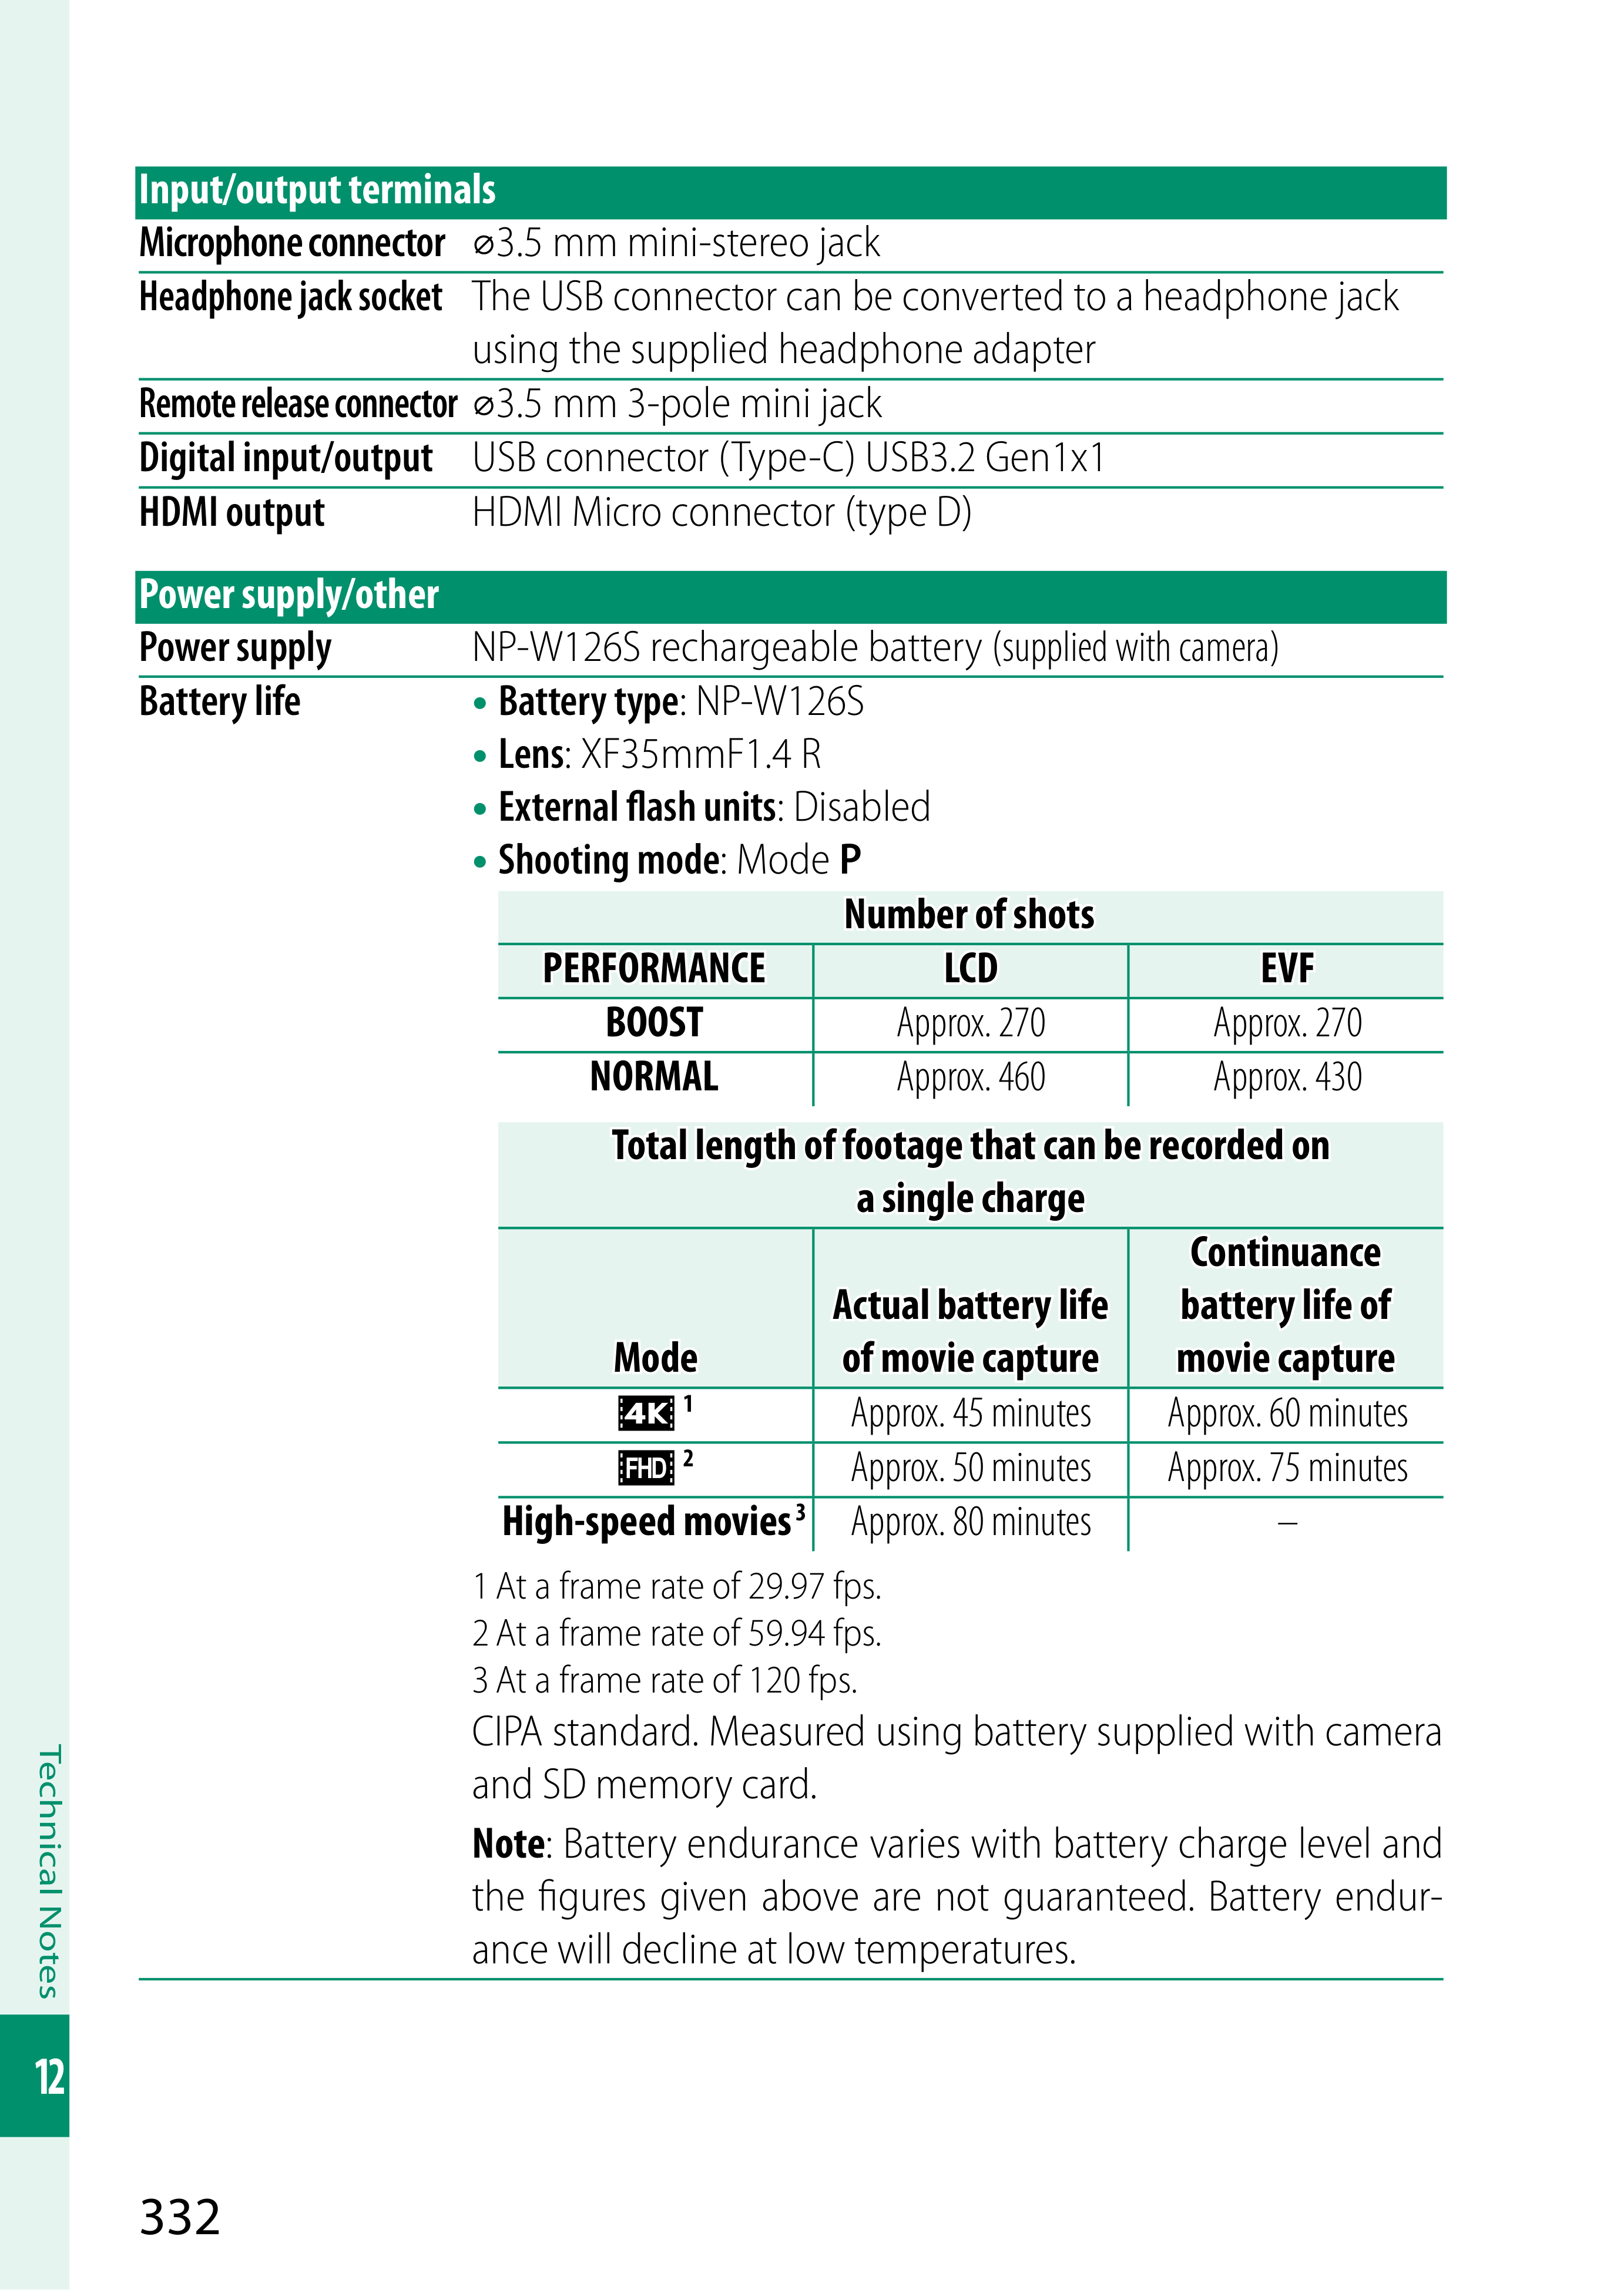 Input/output terminals
Microphone connector ⌀3.5 mm mini-stereo jack
Headphone jack socket The USB connector can be converted to a headphone jack
using the supplied headphone adapter
Remote release connector ⌀3.5 mm 3-pole mini jack
Digital input/output USB connector (Type-C) USB3.2 Gen1x1
HDMI output HDMI Micro connector (type D)
Power supply/other
Power supply NP-W126S rechargeable battery (supplied with camera)
Battery life • Battery type: NP-W126S
• Lens: XF35mmF1.4 R
• External flash units: Disabled
• Shooting mode: Mode P
Number of shots
PERFORMANCE LCD EVF
BOOST Approx. 270 Approx. 270
NORMAL Approx. 460 Approx. 430
Total length of footage that can be recorded on
a single charge
Mode Actual battery life of movie capture Continuance battery life of movie capture
4K 1 Approx. 45 minutes Approx. 60 minutes
FHD 2 Approx. 50 minutes Approx. 75 minutes
High-speed movies 3 Approx. 80 minutes –
1 At a frame rate of 29.97 fps.
2 At a frame rate of 59.94 fps.
3 At a frame rate of 120 fps.
CIPA standard. Measured using battery supplied with camera
and SD memory card.
Note: Battery endurance varies with battery charge level and
the figures given above are not guaranteed. Battery endur-
ance will decline at low temperatures.
Technical Notes
12
332